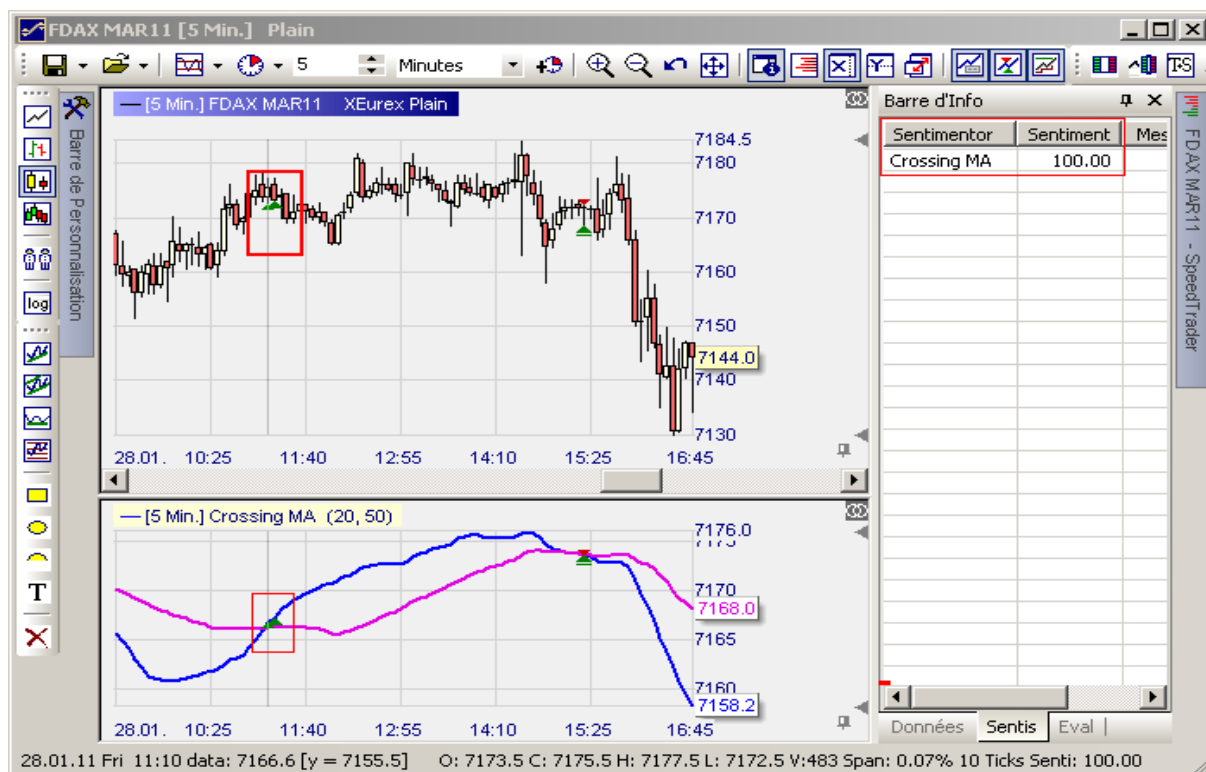 FDAX MAR11 [5 Min.] Plain
5 Minutes
T-S
Barre de Personnalisation
log
T
[5 Min.] FDAX MAR11 XEurex Plain
7184.5
7180
7170
7160
7150
7144.0
7140
7130
28.01. 10:25 11:40 12:55 14:10 15:25 16:45
[5 Min.] Crossing MA (20, 50)
7176.0
7175
7170
7168.0
7165
7160
7158.2
28.01. 10:25 11:40 12:55 14:10 15:25 16:45
Barre d'Info
Sentimentor Sentiment Mes
Crossing MA 100.00
Données Sentis Eval
FDAX MAR11 - SpeedTrader
28.01.11 Fri 11:10 data: 7166.6 [y = 7155.5] O: 7173.5 C: 7175.5 H: 7177.5 L: 7172.5 V:483 Span: 0.07% 10 Ticks Senti: 100.00